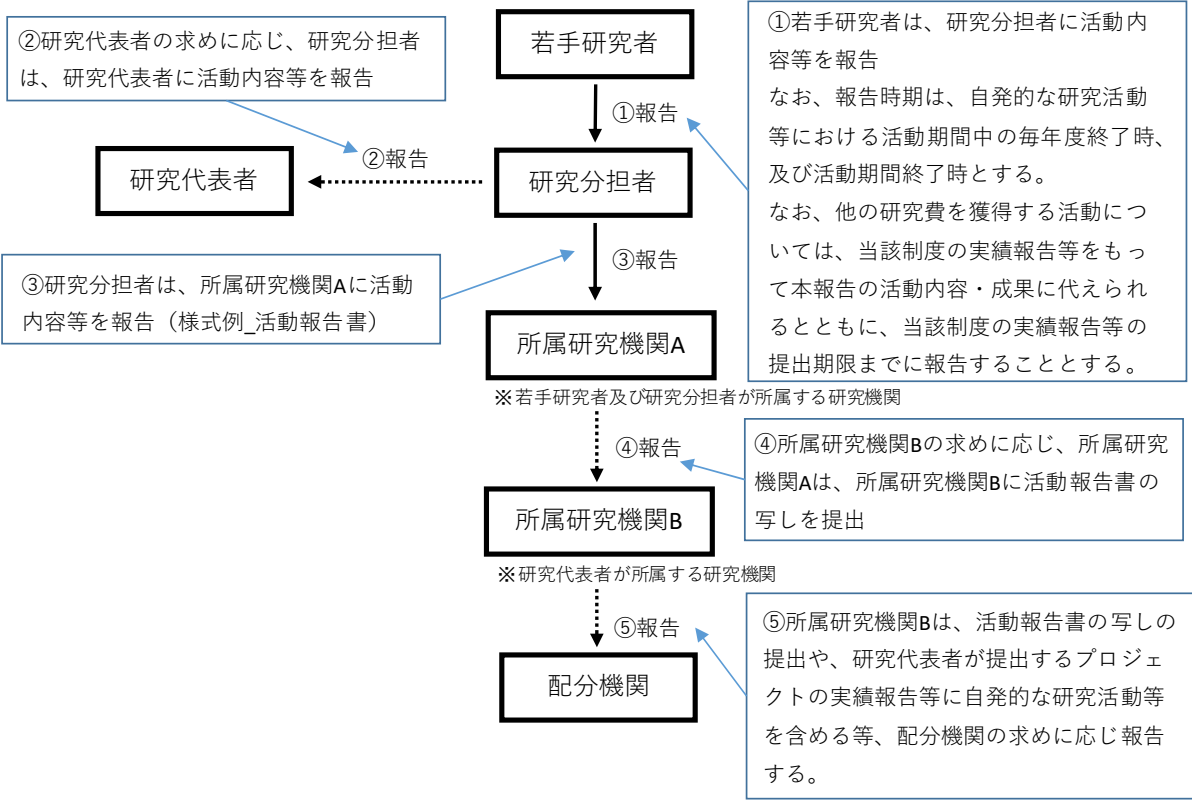 ②研究代表者の求めに応じ、研究分担者
は、研究代表者に活動内容等を報告
若手研究者
①若手研究者は、研究分担者に活動内
容等を報告
なお、報告時期は、自発的な研究活動
等における活動期間中の毎年度終了時、
及び活動期間終了時とする。
なお、他の研究費を獲得する活動につ
いては、当該制度の実績報告等をもっ
て本報告の活動内容・成果に代えられ
るとともに、当該制度の実績報告等の
提出期限までに報告することとする。
①報告
②報告
研究代表者
研究分担者
③研究分担者は、所属研究機関Aに活動
内容等を報告（様式例_活動報告書）
③報告
所属研究機関A
※若手研究者及び研究分担者が所属する研究機関
④報告
④所属研究機関Bの求めに応じ、所属研究
機関Aは、所属研究機関Bに活動報告書の
写しを提出
所属研究機関B
※研究代表者が所属する研究機関
⑤報告
⑤所属研究機関Bは、活動報告書の写しの
提出や、研究代表者が提出するプロジェ
クトの実績報告等に自発的な研究活動等
を含める等、配分機関の求めに応じ報告
する。
配分機関